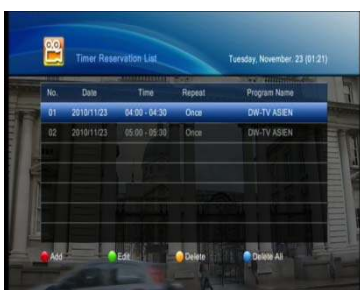 Timer Reservation List
Tuesday, November. 23 (01:21)
No. Date Time Repeat Program Name
01 2010/11/23 04:00 - 04:30 Once DW-TV ASIEN
02 2010/11/23 05:00 - 05:30 Once DW-TV ASIEN
Add Edit Delete Delete All